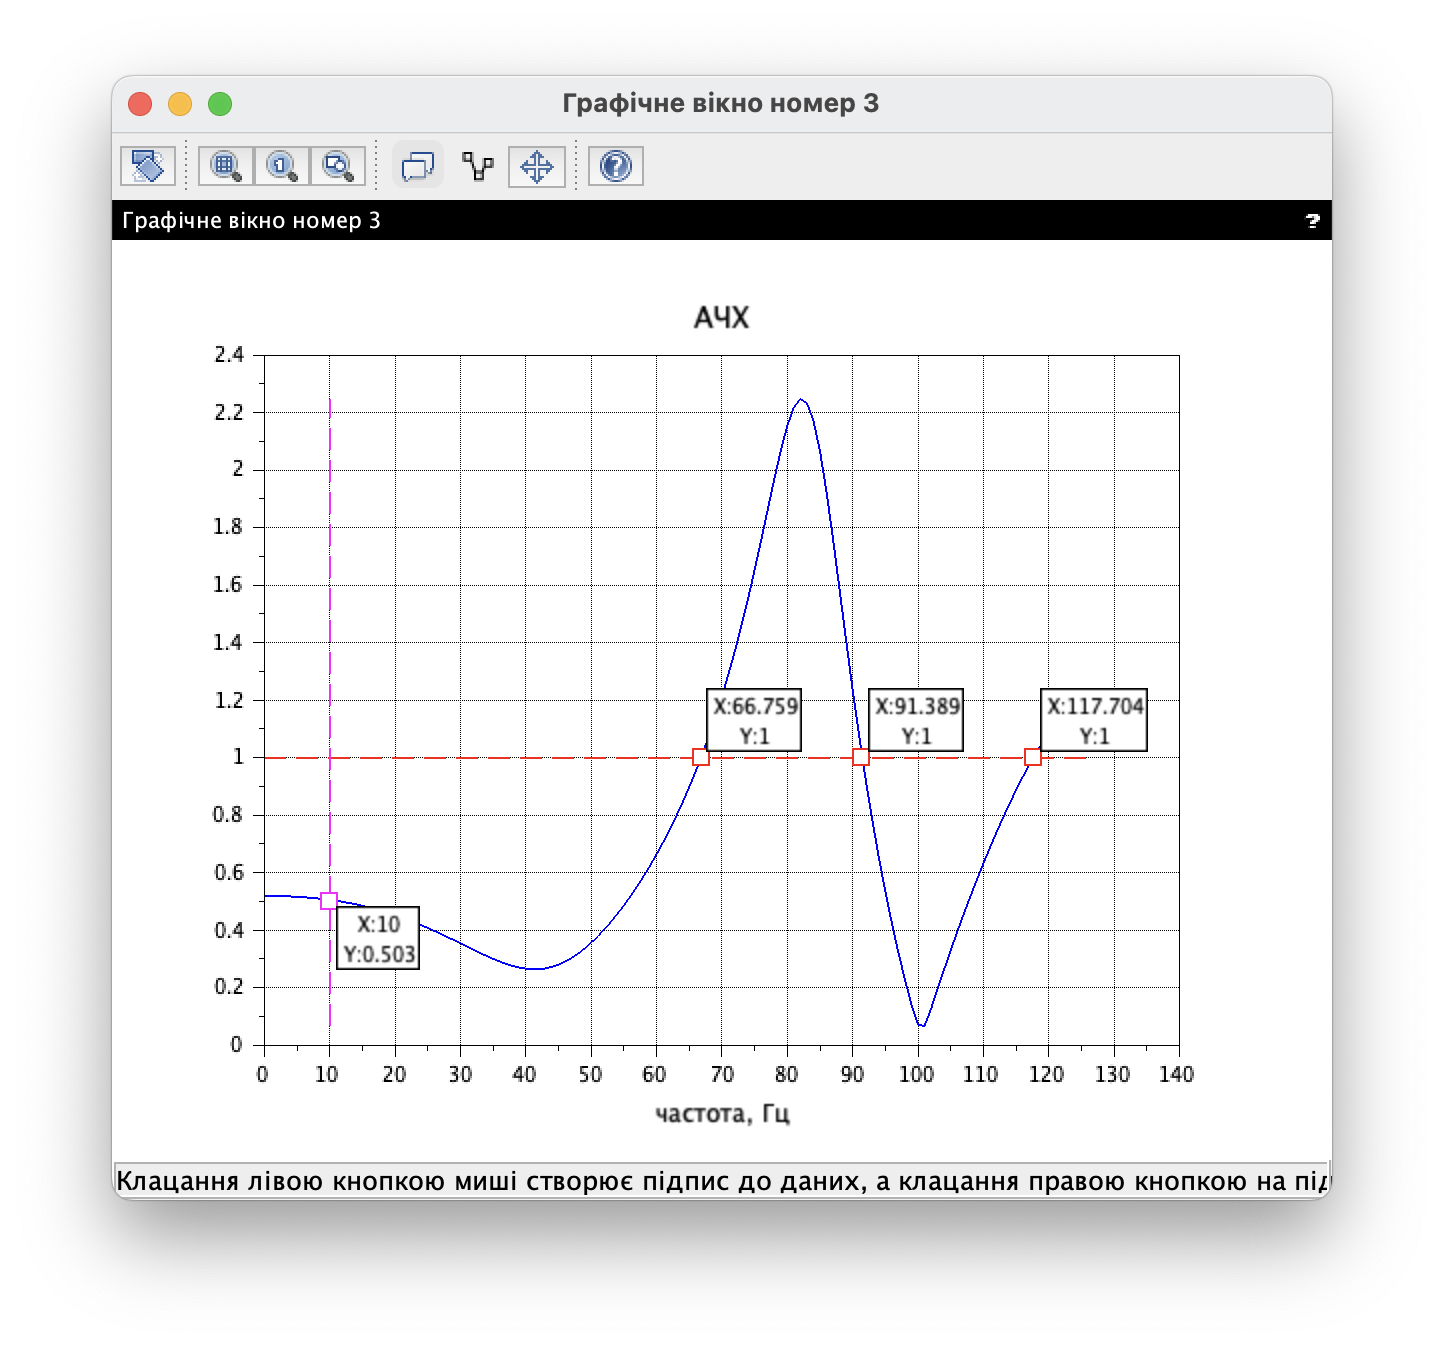 Графічне вікно номер 3
Графічне вікно номер 3
?
АЧХ
2.4
2.2
2
1.8
1.6
1.4
1.2
1
0.8
0.6
0.4
0.2
0
X:66.759
Y:1
X:91.389
Y:1
X:117.704
Y:1
X:10
Y:0.503
0 10 20 30 40 50 60 70 80 90 100 110 120 130 140
частота, Гц
Клацання лівою кнопкою миші створює підпис до даних, а клацання правою кнопкою на під